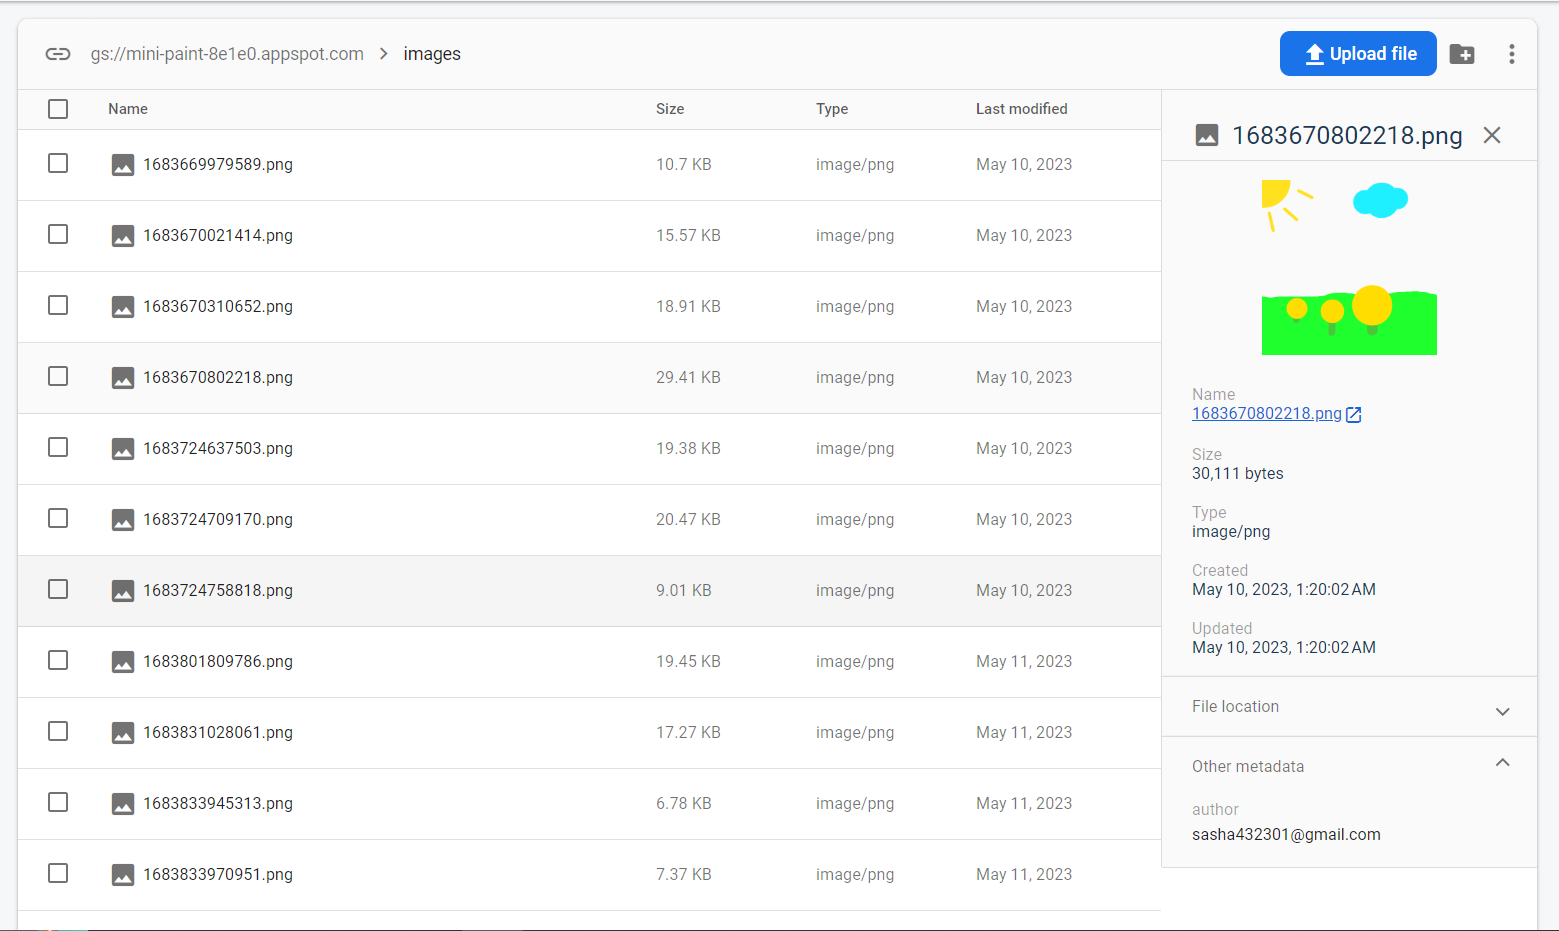 gs://mini-paint-8e1e0.appspot.com > images
Upload file
Name Size Type Last modified
1683669979589.png 10.7 KB image/png May 10, 2023
1683670021414.png 15.57 KB image/png May 10, 2023
1683670310652.png 18.91 KB image/png May 10, 2023
1683670802218.png 29.41 KB image/png May 10, 2023
1683724637503.png 19.38 KB image/png May 10, 2023
1683724709170.png 20.47 KB image/png May 10, 2023
1683724758818.png 9.01 KB image/png May 10, 2023
1683801809786.png 19.45 KB image/png May 11, 2023
1683831028061.png 17.27 KB image/png May 11, 2023
1683833945313.png 6.78 KB image/png May 11, 2023
1683833970951.png 7.37 KB image/png May 11, 2023
1683670802218.png
Name
1683670802218.png
Size
30,111 bytes
Type
image/png
Created
May 10, 2023, 1:20:02 AM
Updated
May 10, 2023, 1:20:02 AM
File location
Other metadata
author
sasha432301@gmail.com